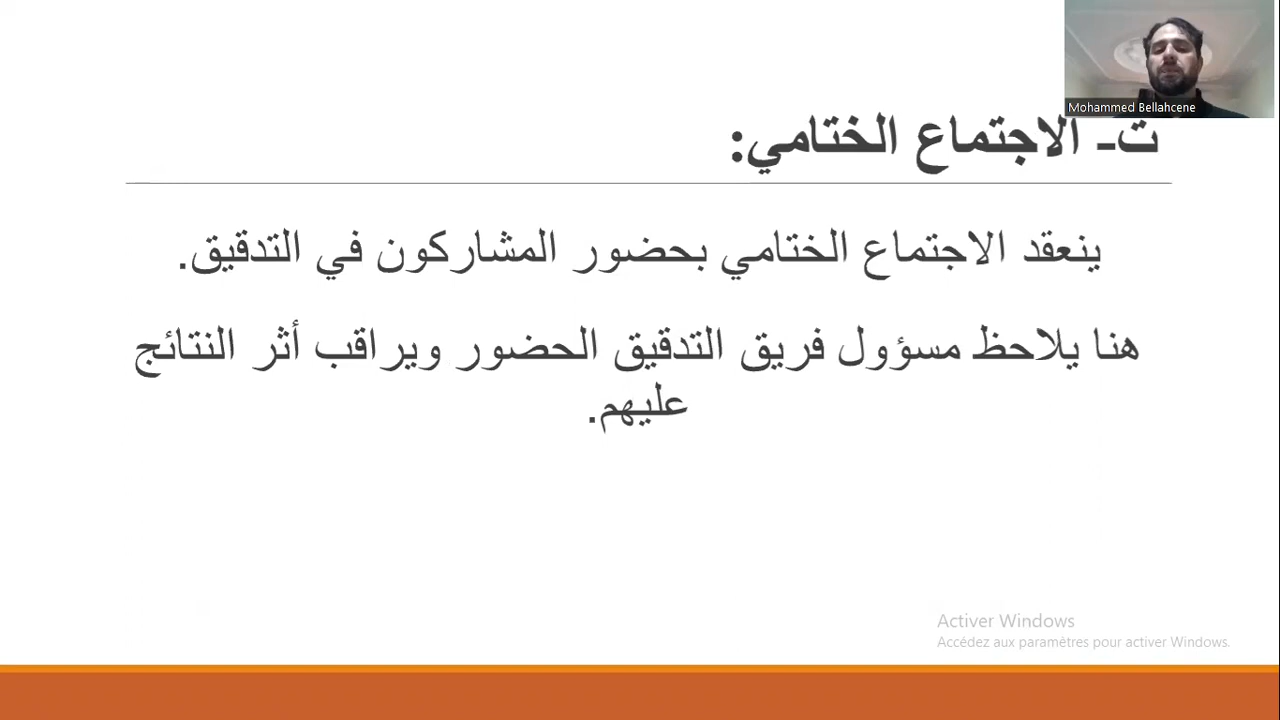 Mohammed Bellahcene
ت- الاجتماع الختامي:
ينعقد الاجتماع الختامي بحضور المشاركون في التدقيق.
هنا يلاحظ مسؤول فريق التدقيق الحضور ويراقب أثر النتائج
عليهم.
Activer Windows
Accédez aux paramètres pour activer Windows.